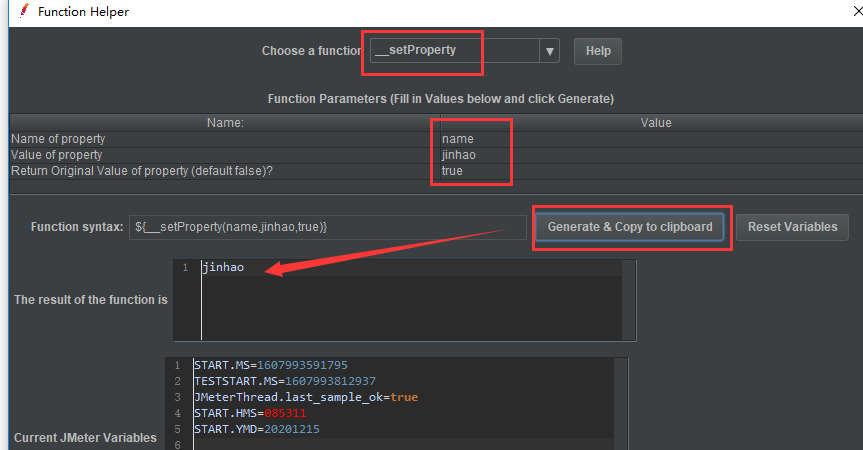 Function Helper
Choose a function __setProperty Help
Function Parameters (Fill in Values below and click Generate)
Name: Value
Name of property name
Value of property jinhao
Return Original Value of property (default false)? true
Function syntax: ${__setProperty(name,jinhao,true)} Generate & Copy to clipboard Reset Variables
1 jinhao
The result of the function is
1 START.MS=1607993591795
2 TESTSTART.MS=1607993812937
3 JMeterThread.last_sample_ok=true
4 START.HMS=085311
5 START.YMD=20201215
Current JMeter Variables
6